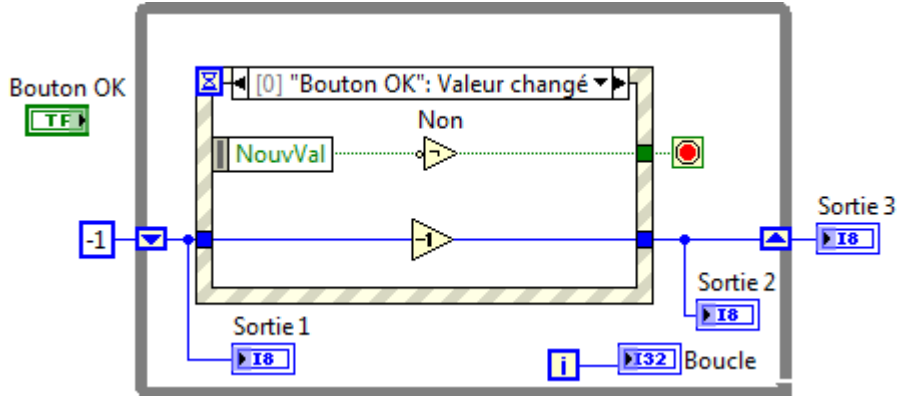 [0] "Bouton OK": Valeur changé
Bouton OK
TF
Non
NouvVal
-1
-1
Sortie 3
I8
Sortie 2
I8
Sortie 1
I8
i
I32 Boucle